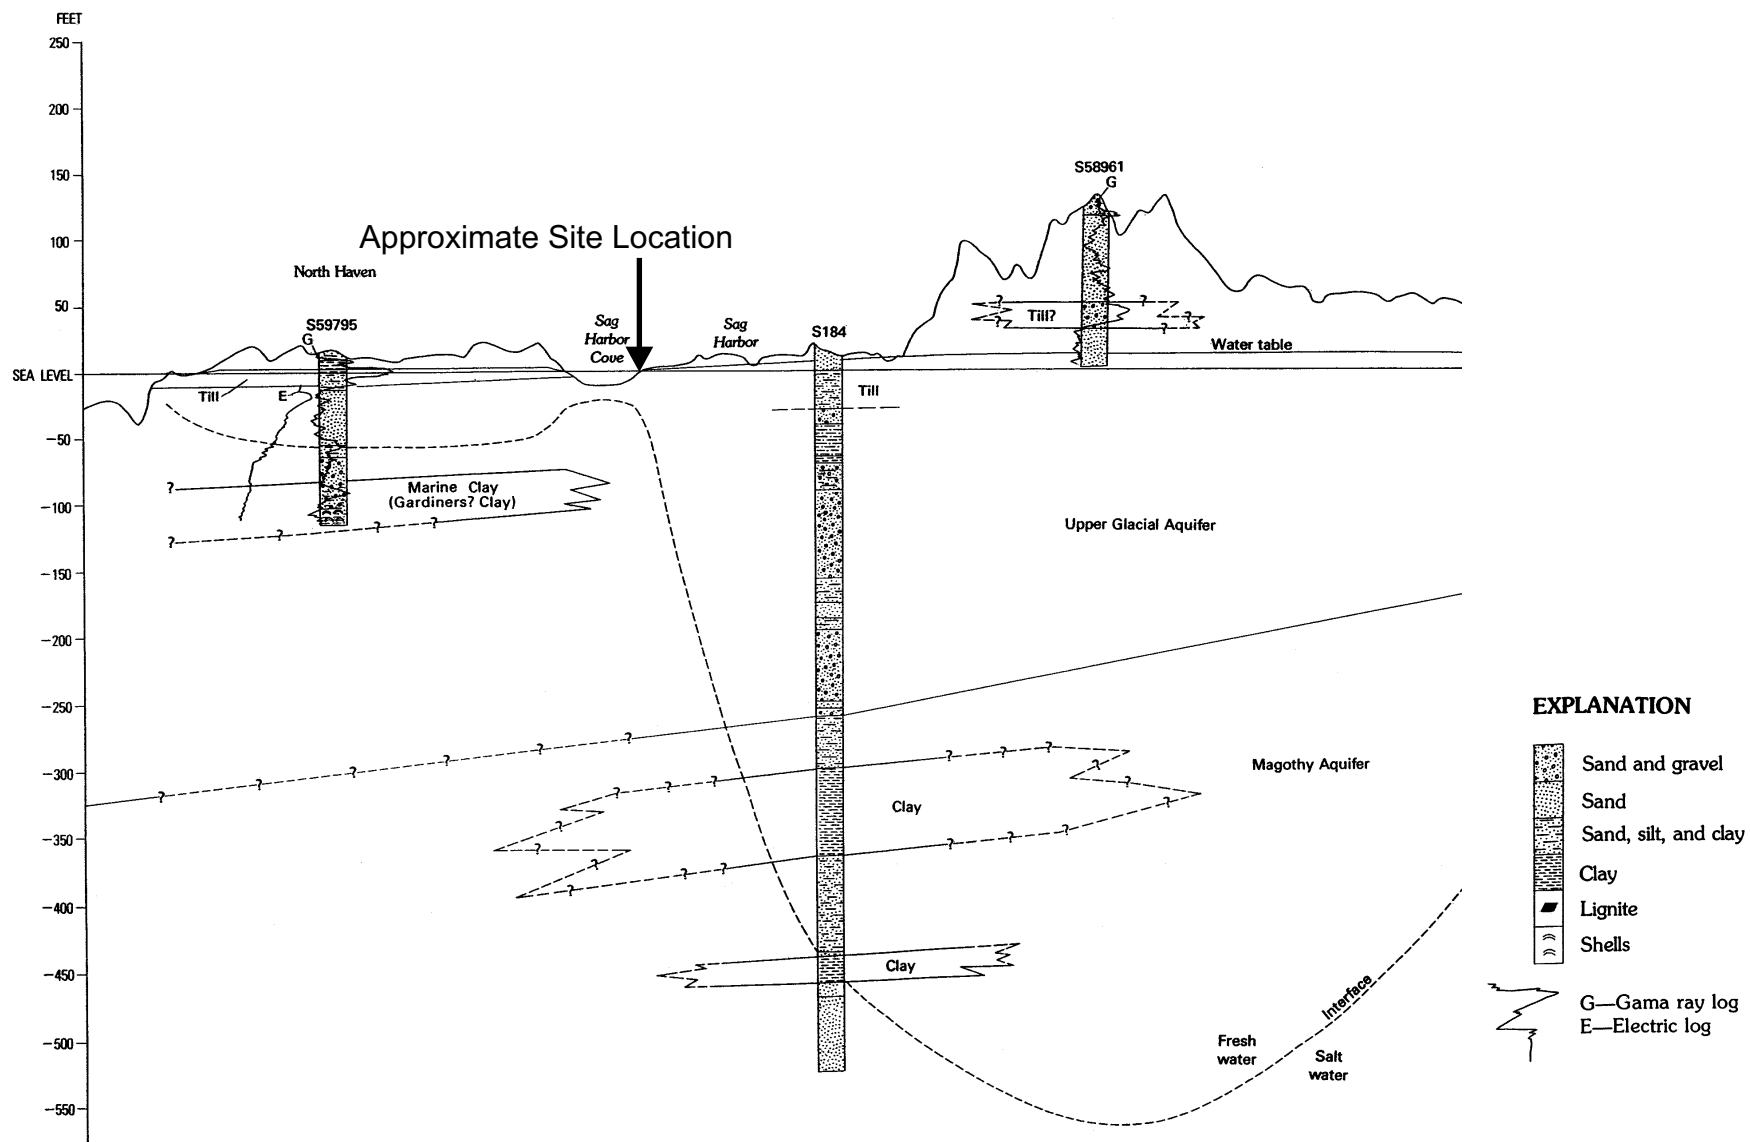 FEET
250
200
150
100
50
SEA LEVEL
−50
−100
−150
−200
−250
−300
−350
−400
−450
−500
−550
Approximate Site Location
North Haven
S59795
G
Sag
Harbor
Cove
Sag
Harbor
S184
S58961
G
Till?
?
?
?
?
?
Water table
Till
E
Till
?
Marine Clay
(Gardiners? Clay)
?
?
?
?
Upper Glacial Aquifer
?
?
?
?
?
?
Magothy Aquifer
?
?
?
?
?
?
?
?
?
Clay
?
?
?
?
?
?
?
?
?
?
Clay
Interface
Fresh
water
Salt
water
EXPLANATION
Sand and gravel
Sand
Sand, silt, and clay
Clay
Lignite
Shells
G—Gama ray log
E—Electric log